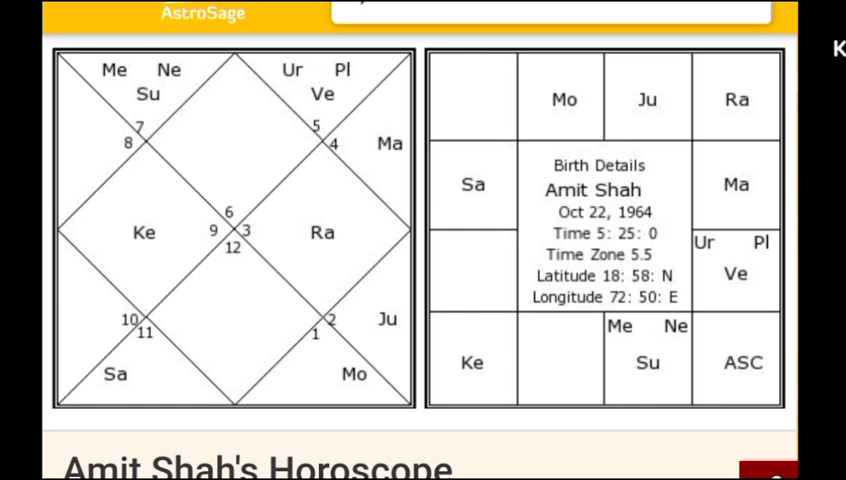 AstroSage
K
Me Ne
Su
Ur Pl
Ve
7
8
5
4
Ma
6
9 3
12
Ke
Ra
10
11
2
1
Ju
Sa
Mo
Mo
Ju
Ra
Sa
Birth Details
Amit Shah
Oct 22, 1964
Time 5: 25: 0
Time Zone 5.5
Latitude 18: 58: N
Longitude 72: 50: E
Ma
Ur Pl
Ve
Ke
Me Ne
Su
ASC
Amit Shah's Horoscope